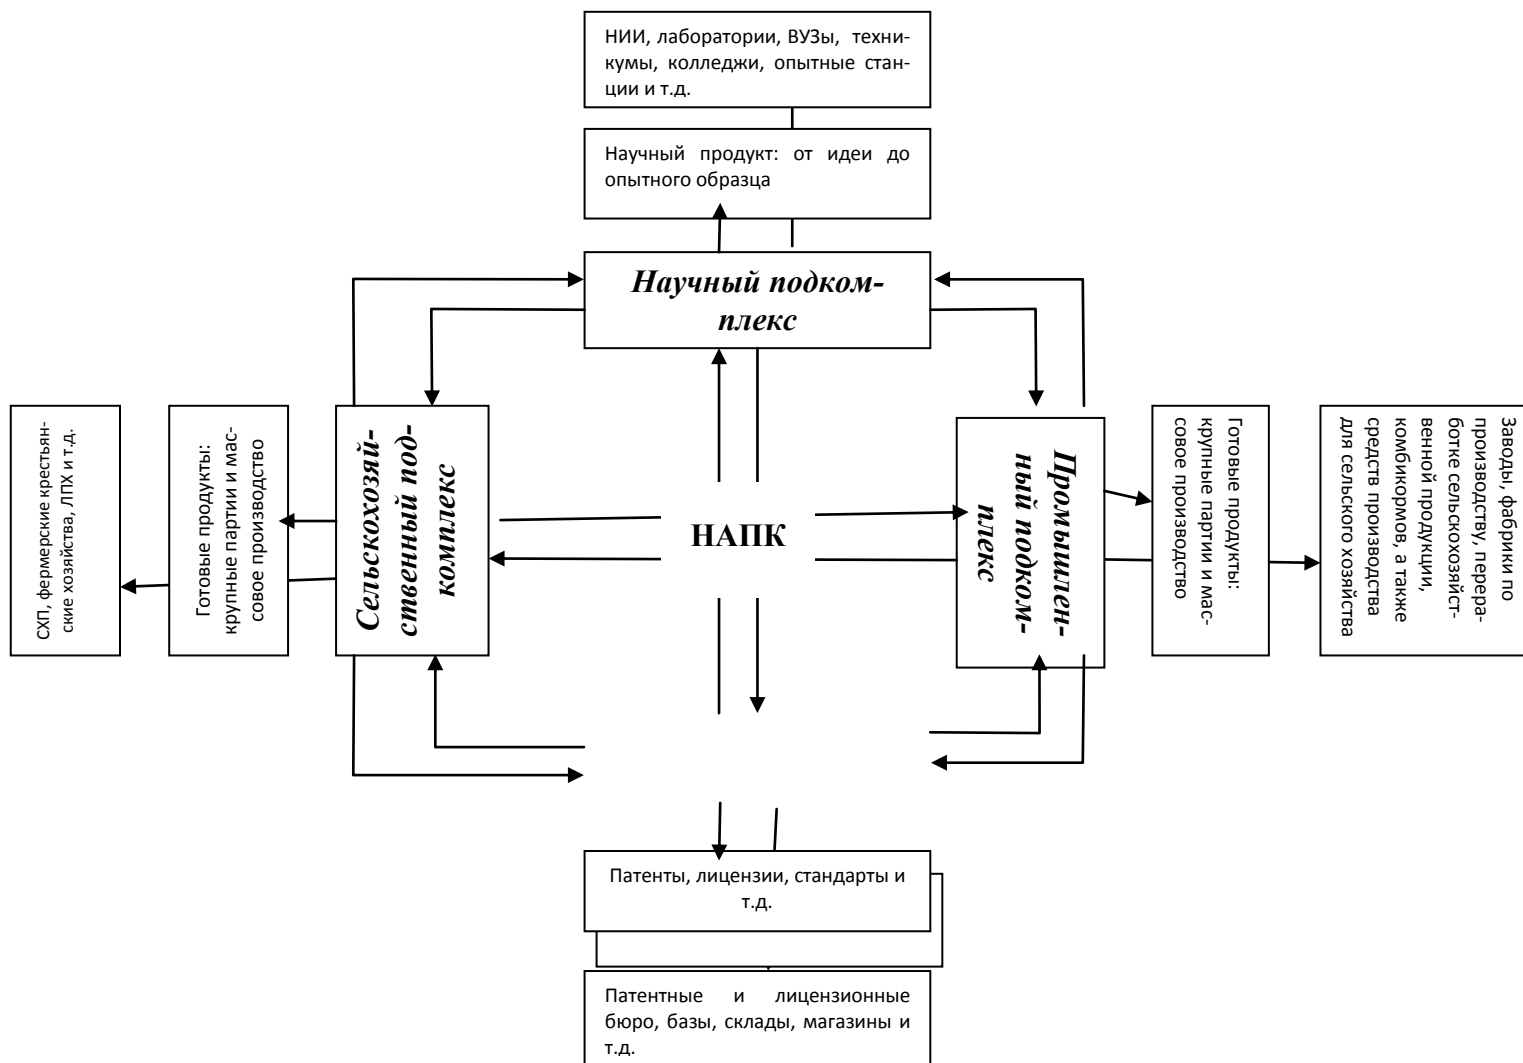 НИИ, лаборатории, ВУЗы, техни-
кумы, колледжи, опытные стан-
ции и т.д.
Научный продукт: от идеи до
опытного образца
Научный подком-
плекс
СХП, фермерские крестьян-
ские хозяйства, ЛПХ и т.д.
Готовые продукты:
крупные партии и мас-
совое производство
Сельскохозяй-
ственный под-
комплекс
НАПК
Промышлен-
ный подком-
плекс
Готовые продукты:
крупные партии и мас-
совое производство
Заводы, фабрики по
производству, перера-
ботке сельскохозяйст-
венной продукции,
комбикормов, а также
средств производства
для сельского хозяйства
Патенты, лицензии, стандарты и
т.д.
Патентные и лицензионные
бюро, базы, склады, магазины и
т.д.